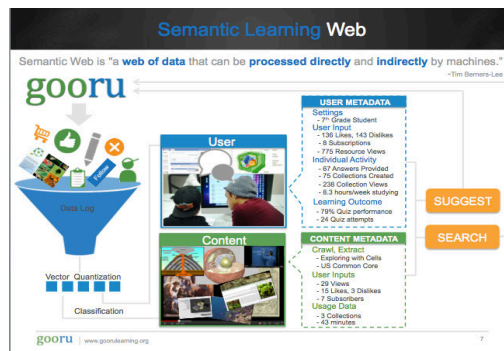 Semantic Learning Web
Semantic Web is "a web of data that can be processed directly and indirectly by machines."
~Tim Berners-Lee
gooru
Follow
Data Log
Vector Quantization
Classification
User
Content
USER METADATA
Settings
- 7th Grade Student
User Input
- 136 Likes, 143 Dislikes
- 8 Subscriptions
- 775 Resource Views
Individual Activity
- 67 Answers Provided
- 75 Collections Created
- 238 Collection Views
- 6.3 hours/week studying
Learning Outcome
- 79% Quiz performance
- 24 Quiz attempts
CONTENT METADATA
Crawl, Extract
- Exploring with Cells
- US Common Core
User Inputs
- 29 Views
- 15 Likes, 3 Dislikes
- 7 Subscribers
Usage Data
- 3 Collections
- 43 minutes
SUGGEST
SEARCH
gooru | www.goorulearning.org
7